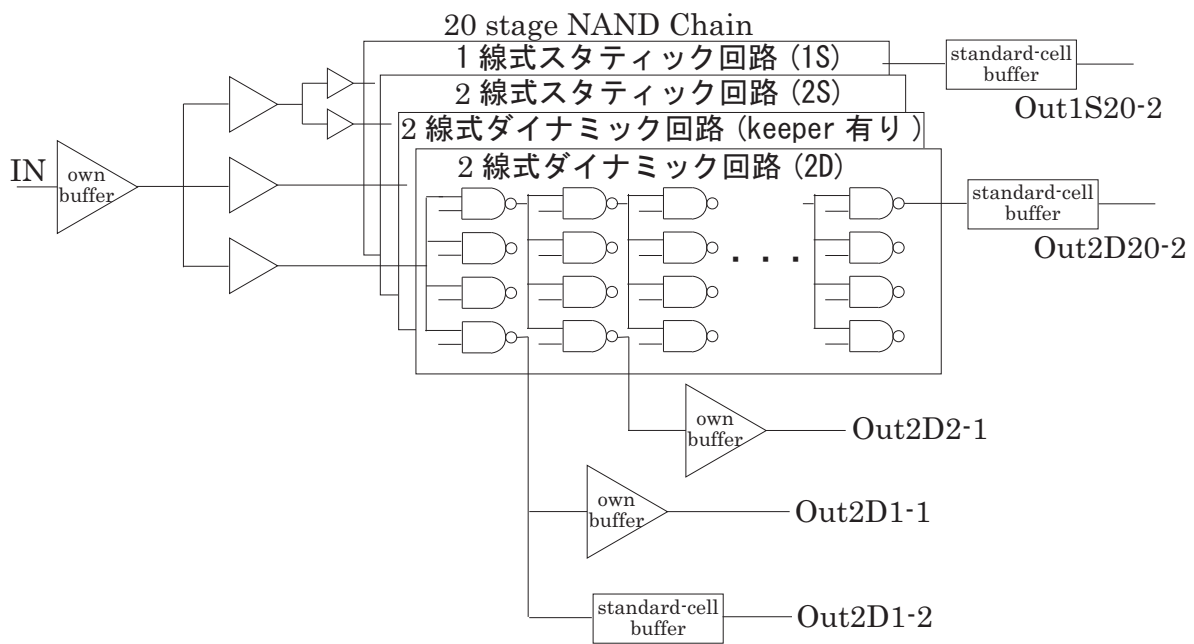 20 stage NAND Chain
1 線式スタティック回路 (1S)
2 線式スタティック回路 (2S)
2 線式ダイナミック回路 (keeper 有り )
2 線式ダイナミック回路 (2D)
standard-cell
buffer
Out1S20-2
IN
own
buffer
standard-cell
buffer
Out2D20-2
. . .
own
buffer
Out2D2-1
own
buffer
Out2D1-1
standard-cell
buffer
Out2D1-2